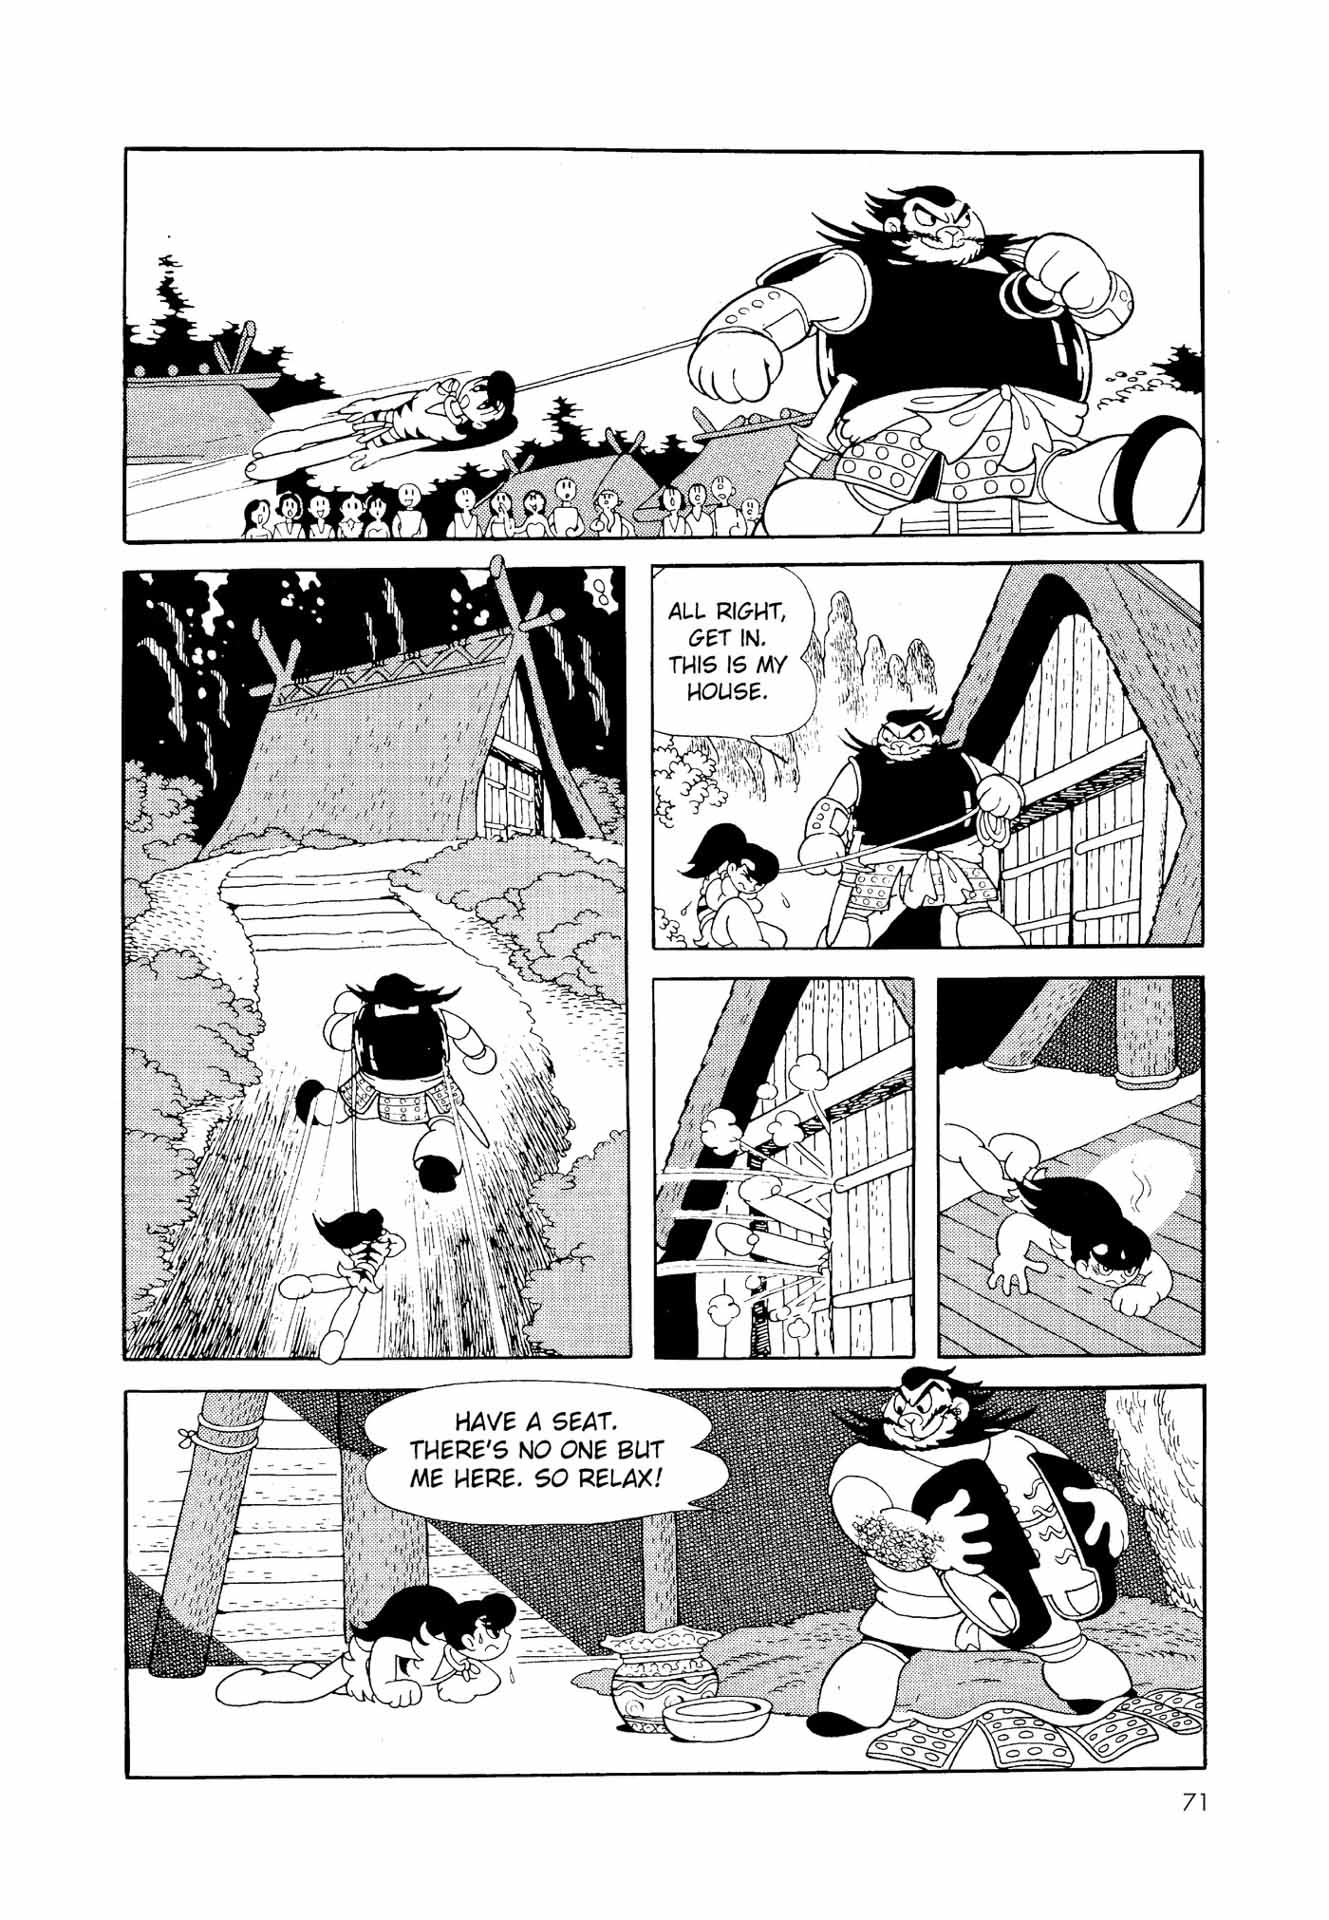 ALL RIGHT,
GET IN.
THIS IS MY
HOUSE.
HAVE A SEAT.
THERE'S NO ONE BUT
ME HERE. SO RELAX!
71